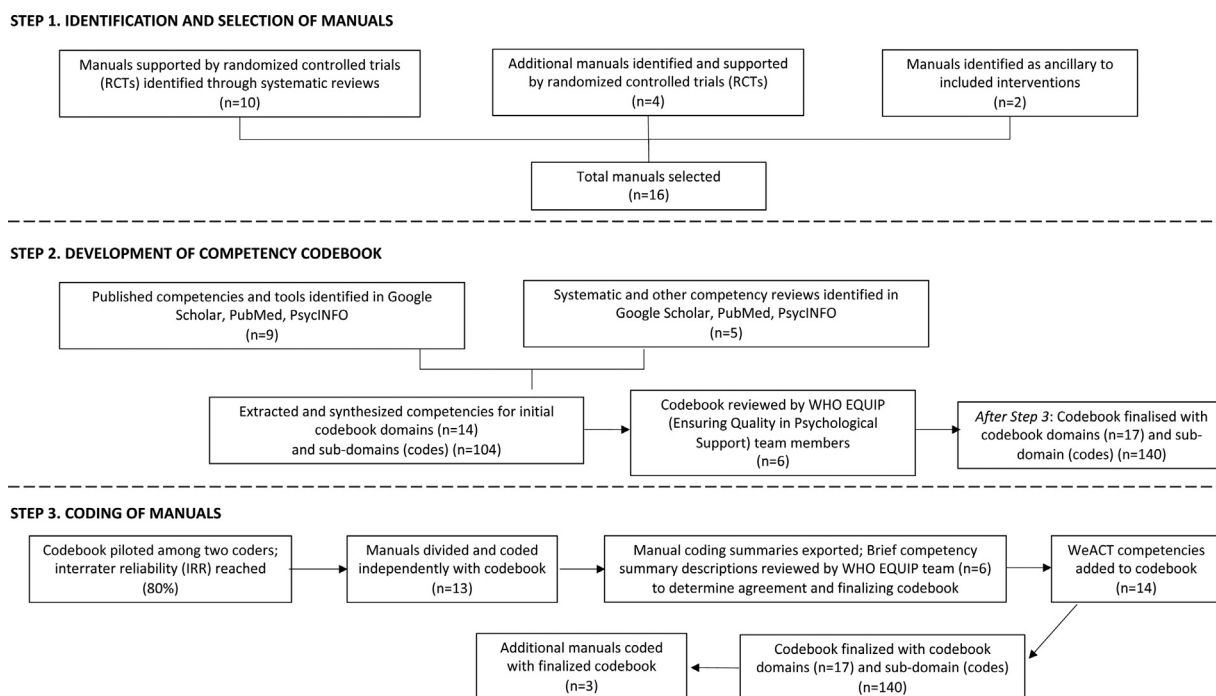 STEP 1. IDENTIFICATION AND SELECTION OF MANUALS
Manuals supported by randomized controlled trials
(RCTs) identified through systematic reviews
(n=10)
Additional manuals identified and supported
by randomized controlled trials (RCTs)
(n=4)
Manuals identified as ancillary to
included interventions
(n=2)
Total manuals selected
(n=16)
STEP 2. DEVELOPMENT OF COMPETENCY CODEBOOK
Published competencies and tools identified in Google
Scholar, PubMed, PsycINFO
(n=9)
Systematic and other competency reviews identified in
Google Scholar, PubMed, PsycINFO
(n=5)
Extracted and synthesized competencies for initial
codebook domains (n=14)
and sub-domains (codes) (n=104)
Codebook reviewed by WHO EQUIP
(Ensuring Quality in Psychological
Support) team members
(n=6)
After Step 3: Codebook finalised with
codebook domains (n=17) and sub-
domain (codes) (n=140)
STEP 3. CODING OF MANUALS
Codebook piloted among two coders;
interrater reliability (IRR) reached
(80%)
Manuals divided and coded
independently with codebook
(n=13)
Manual coding summaries exported; Brief competency
summary descriptions reviewed by WHO EQUIP team (n=6)
to determine agreement and finalizing codebook
WeACT competencies
added to codebook
(n=14)
Codebook finalized with codebook
domains (n=17) and sub-domain (codes)
(n=140)
Additional manuals coded
with finalized codebook
(n=3)